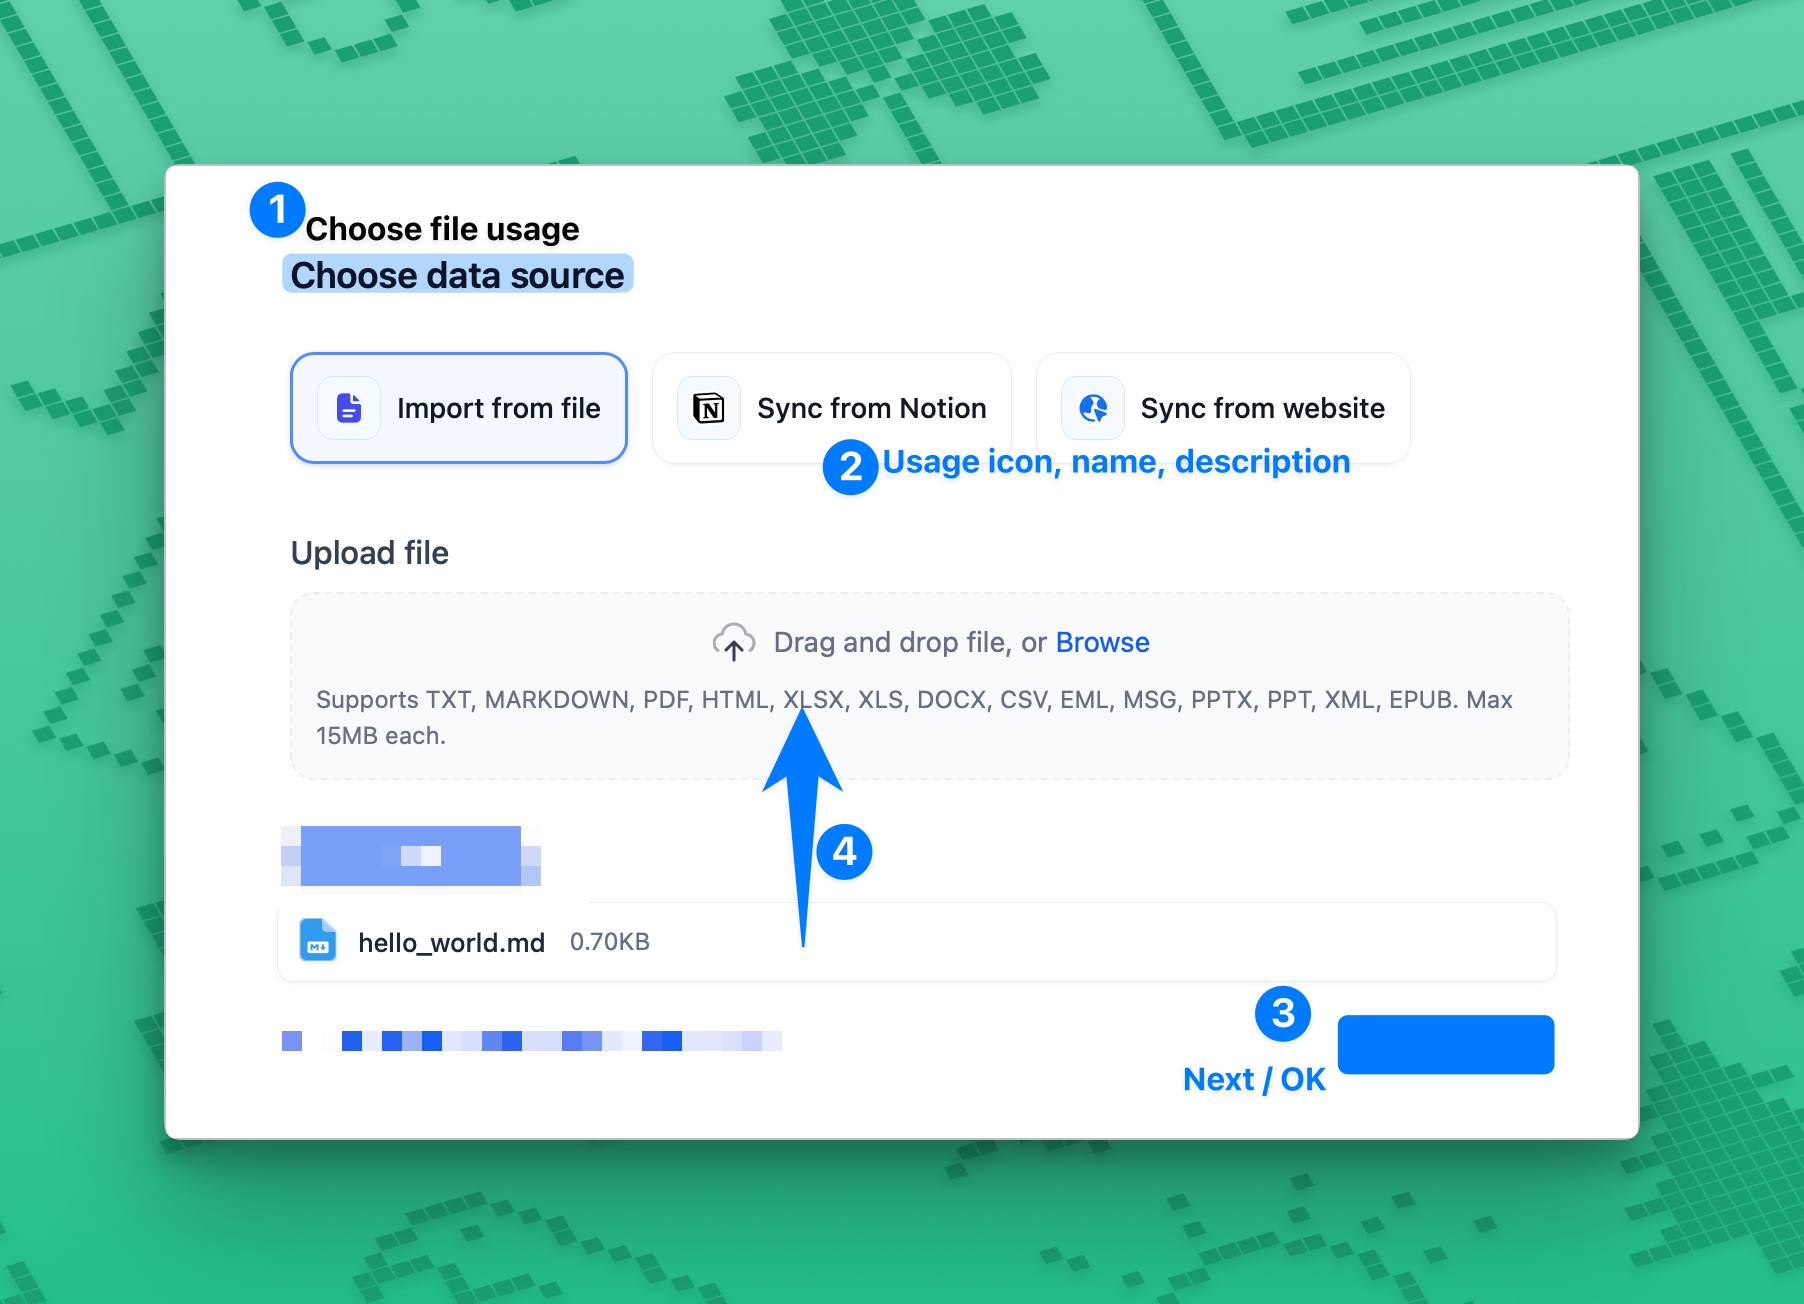 1
Choose file usage
Choose data source
Import from file
N
Sync from Notion
Sync from website
2
Usage icon, name, description
Upload file
Drag and drop file, or Browse
Supports TXT, MARKDOWN, PDF, HTML, XLSX, XLS, DOCX, CSV, EML, MSG, PPTX, PPT, XML, EPUB. Max
15MB each.
4
M
hello_world.md 0.70KB
3
Next / OK